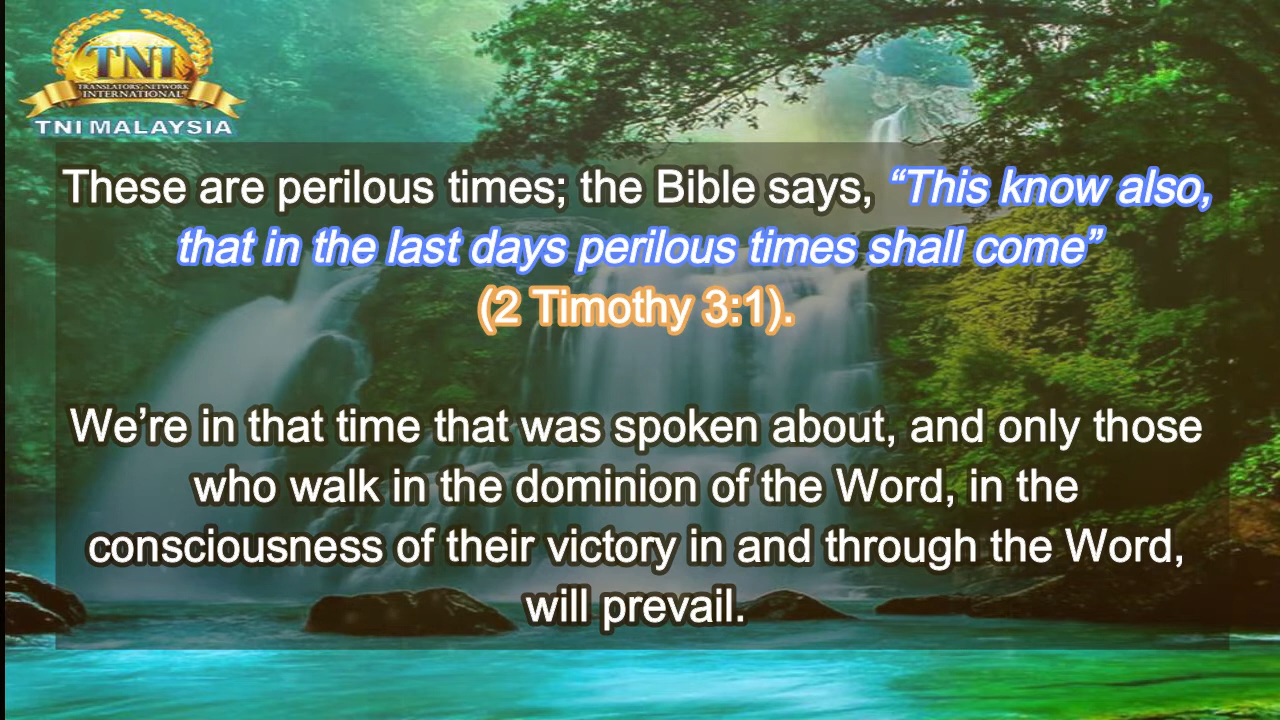 TNI
TRANSLATORS NETWORK
INTERNATIONAL
TNI MALAYSIA
These are perilous times; the Bible says, “This know also,
that in the last days perilous times shall come”
(2 Timothy 3:1).
We’re in that time that was spoken about, and only those
who walk in the dominion of the Word, in the
consciousness of their victory in and through the Word,
will prevail.